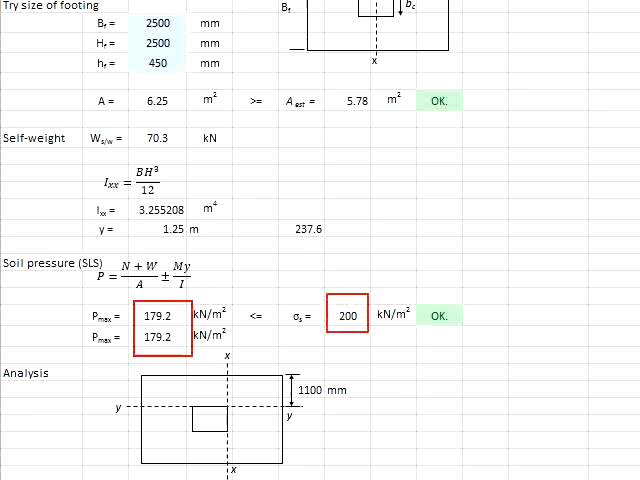 Try size of footing
Bf
bc
Bf = 2500 mm
Hf = 2500 mm
hf = 450 mm
x
A = 6.25 m² >= A est = 5.78 m² OK.
Self-weight Ws/w = 70.3 kN
Ixx = BH³ / 12
Ixx = 3.255208 m⁴
y = 1.25 m 237.6
Soil pressure (SLS)
P = N + W / A ± My / I
Pmax = 179.2 kN/m² <= σs = 200 kN/m² OK.
Pmax = 179.2 kN/m²
x
Analysis
1100 mm
y y
x